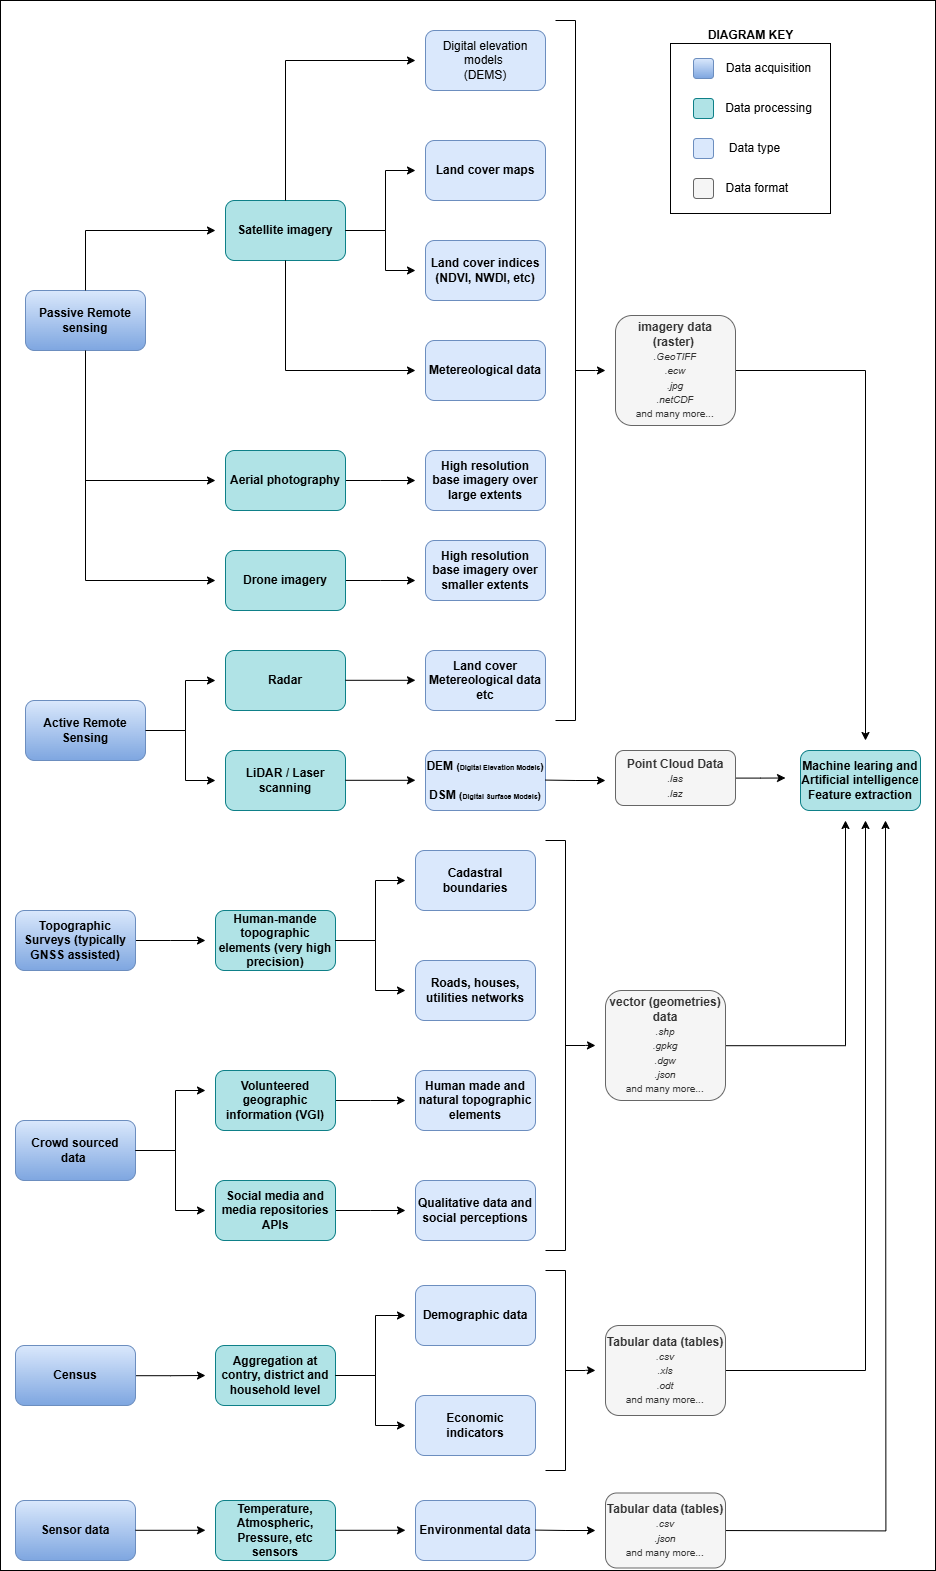 DIAGRAM KEY
Data acquisition
Data processing
Data type
Data format
Digital elevation
models
(DEMS)
Land cover maps
Satellite imagery
Land cover indices
(NDVI, NWDI, etc)
Passive Remote
sensing
Metereological data
imagery data
(raster)
.GeoTIFF
.ecw
.jpg
.netCDF
and many more...
Aerial photography
High resolution
base imagery over
large extents
Drone imagery
High resolution
base imagery over
smaller extents
Active Remote
Sensing
Radar
Land cover
Metereological data
etc
LiDAR / Laser
scanning
DEM (Digital Elevation Models)
DSM (Digital Surface Models)
Point Cloud Data
.las
.laz
Machine learing and
Artificial intelligence
Feature extraction
Topographic
Surveys (typically
GNSS assisted)
Human-mande
topographic
elements (very high
precision)
Cadastral
boundaries
Roads, houses,
utilities networks
vector (geometries)
data
.shp
.gpkg
.dgw
.json
and many more...
Crowd sourced
data
Volunteered
geographic
information (VGI)
Human made and
natural topographic
elements
Social media and
media repositories
APIs
Qualitative data and
social perceptions
Census
Aggregation at
contry, district and
household level
Demographic data
Economic
indicators
Tabular data (tables)
.csv
.xls
.odt
and many more...
Sensor data
Temperature,
Atmospheric,
Pressure, etc
sensors
Environmental data
Tabular data (tables)
.csv
.json
and many more...